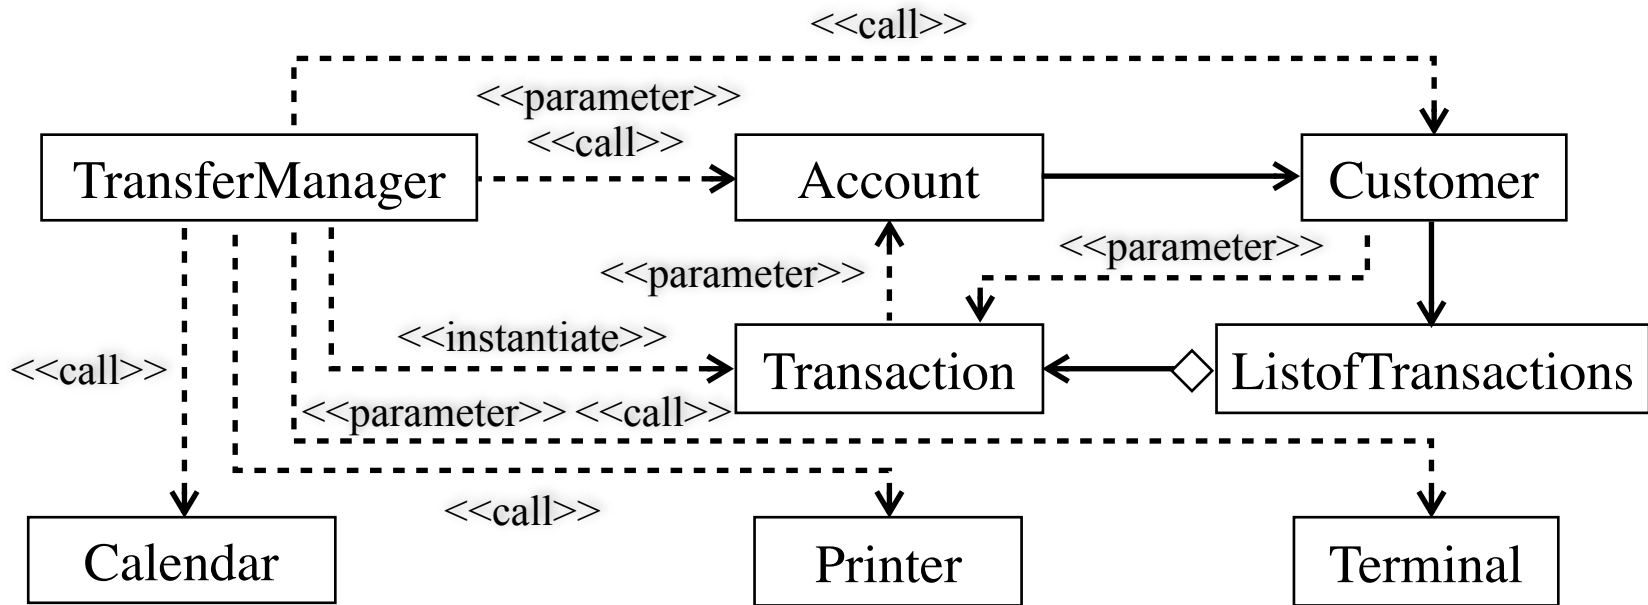 <<call>>
<<parameter>>
<<call>>
TransferManager
Account
Customer
<<parameter>>
<<parameter>>
<<instantiate>>
<<call>>
Transaction
ListofTransactions
<<parameter>> <<call>>
<<call>>
Calendar
Printer
Terminal